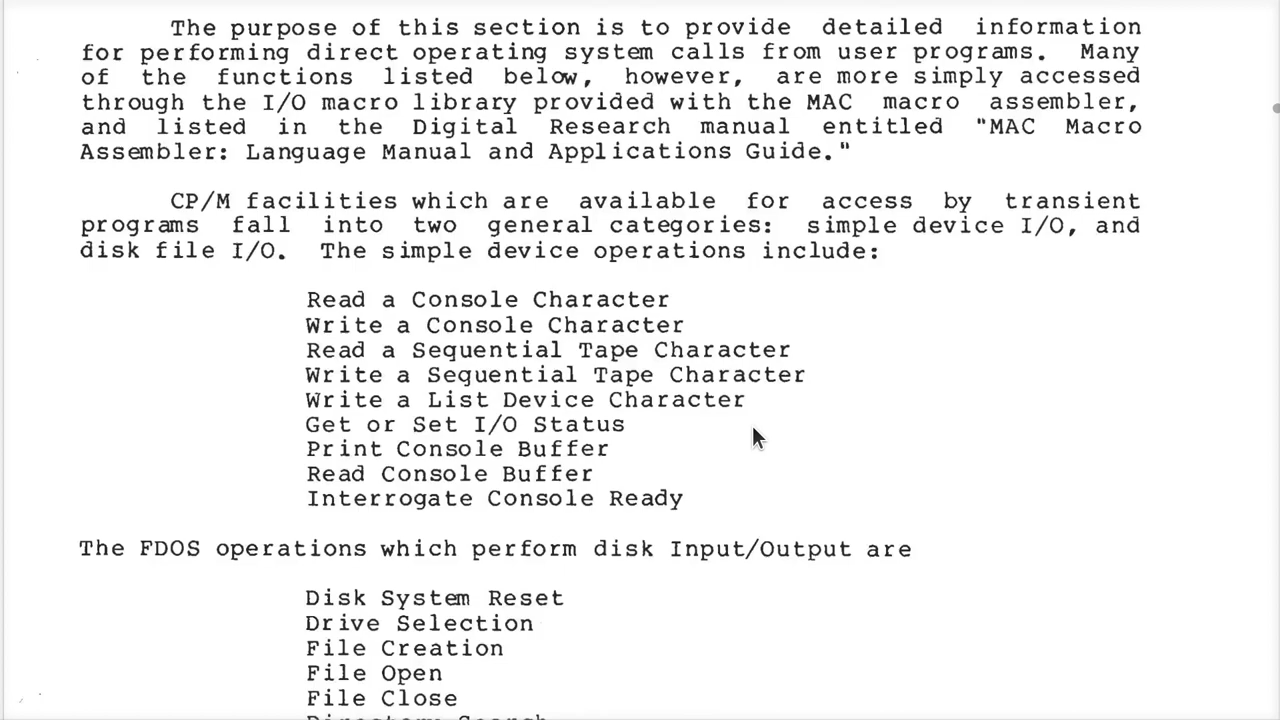 The purpose of this section is to provide detailed information
for performing direct operating system calls from user programs. Many
of the functions listed below, however, are more simply accessed
through the I/O macro library provided with the MAC macro assembler,
and listed in the Digital Research manual entitled "MAC Macro
Assembler: Language Manual and Applications Guide."
CP/M facilities which are available for access by transient
programs fall into two general categories: simple device I/O, and
disk file I/O. The simple device operations include:
Read a Console Character
Write a Console Character
Read a Sequential Tape Character
Write a Sequential Tape Character
Write a List Device Character
Get or Set I/O Status
Print Console Buffer
Read Console Buffer
Interrogate Console Ready
The FDOS operations which perform disk Input/Output are
Disk System Reset
Drive Selection
File Creation
File Open
File Close
Directory Search